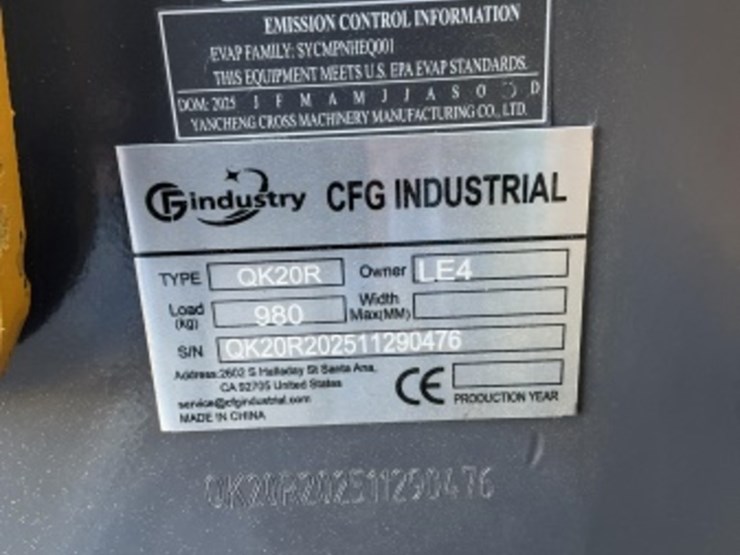 EMISSION CONTROL INFORMATION
EVAP FAMILY: SYCMPNHEQ001
THIS EQUIPMENT MEETS U.S. EPA EVAP STANDARDS.
DOM: 2025 J F M A M J J A S O D
YANCHENG CROSS MACHINERY MANUFACTURING CO., LTD.
CFG industry CFG INDUSTRIAL
TYPE QK20R Owner LE4
Load (kg) 980 Width Max(MM)
S/N QK20R202511290476
Address:2602 S Halladay St Santa Ana,
CA 92705 United States
service@cfgindustrial.com
MADE IN CHINA
CE PRODUCTION YEAR
QK20R202511290476